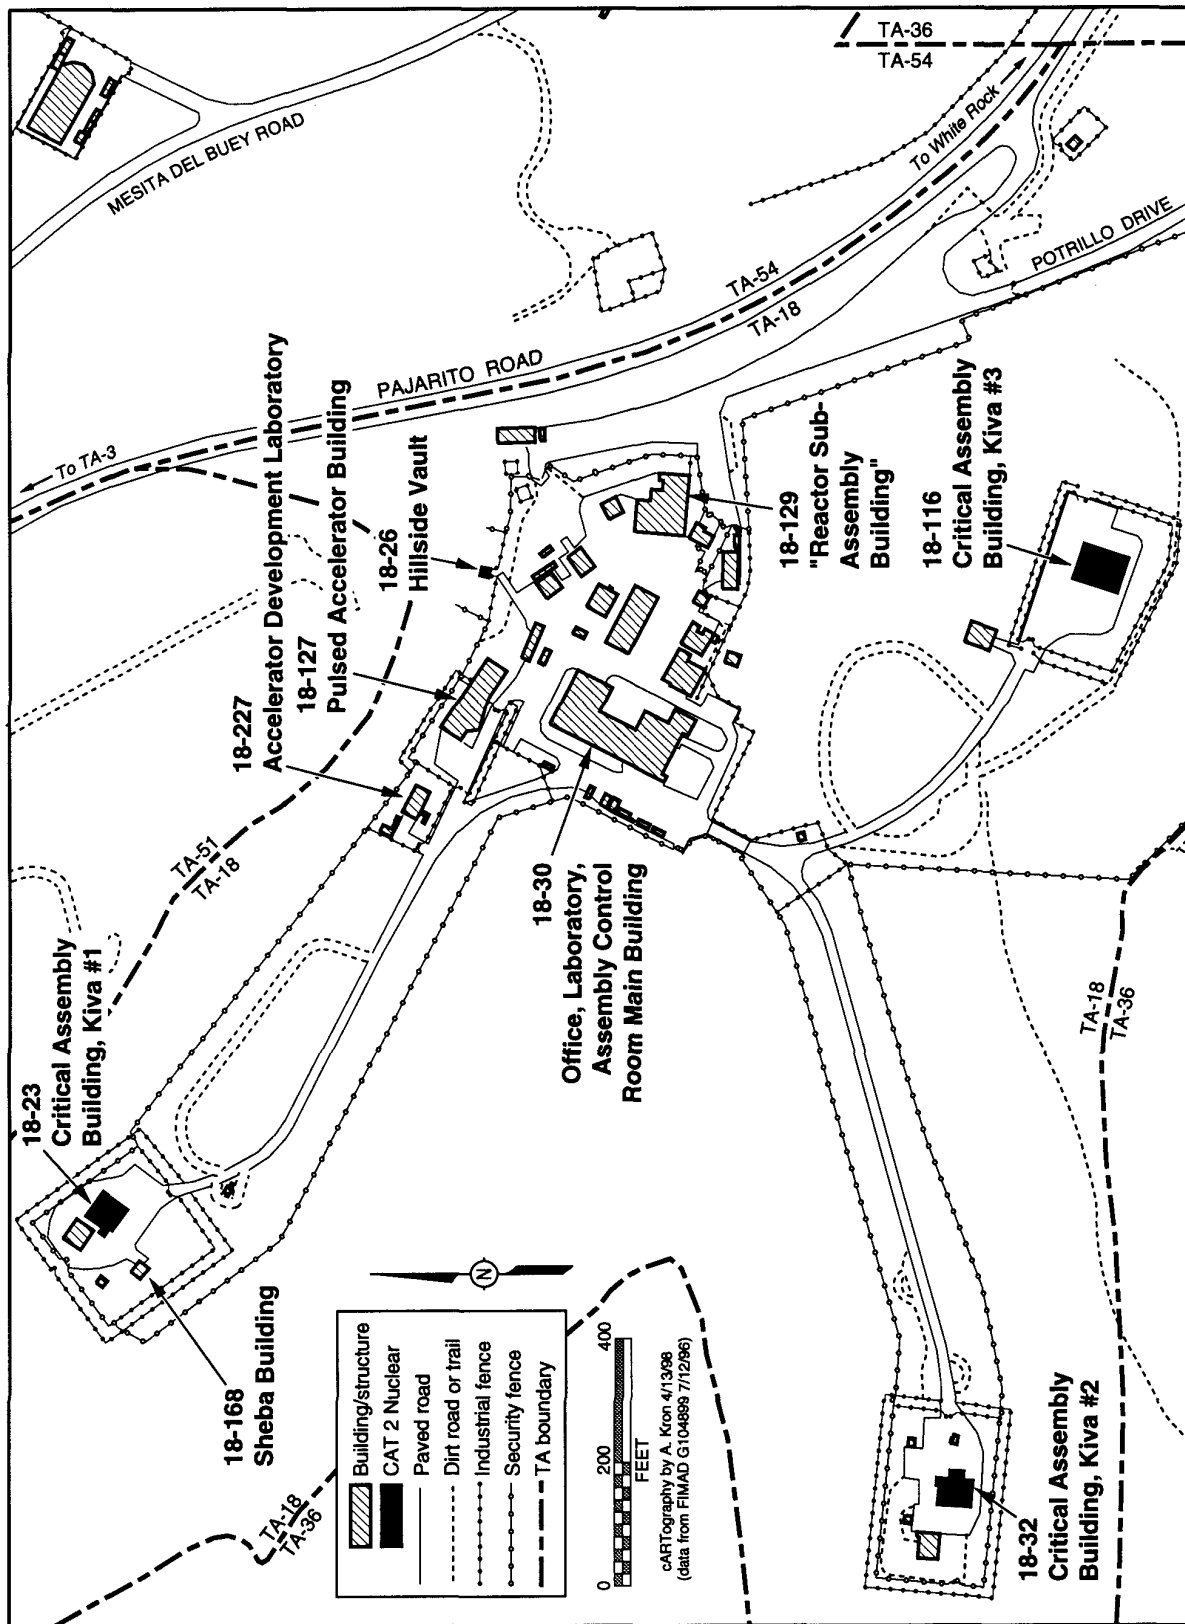 TA-36
TA-54
To White Rock
MESITA DEL BUEY ROAD
POTRILLO DRIVE
TA-54
TA-18
PAJARITO ROAD
To TA-3
18-227
Accelerator Development Laboratory
18-127
Pulsed Accelerator Building
18-26
Hillside Vault
18-129
"Reactor Sub-
Assembly
Building"
18-116
Critical Assembly
Building, Kiva #3
TA-51
TA-18
18-23
Critical Assembly
Building, Kiva #1
18-30
Office, Laboratory,
Assembly Control
Room Main Building
TA-18
TA-36
18-168
Sheba Building
TA-18
TA-36
N
Building/structure
CAT 2 Nuclear
Paved road
Dirt road or trail
Industrial fence
Security fence
TA boundary
0 200 400
FEET
cARTography by A. Kron 4/13/98
(data from FIMAD G104899 7/12/96)
18-32
Critical Assembly
Building, Kiva #2